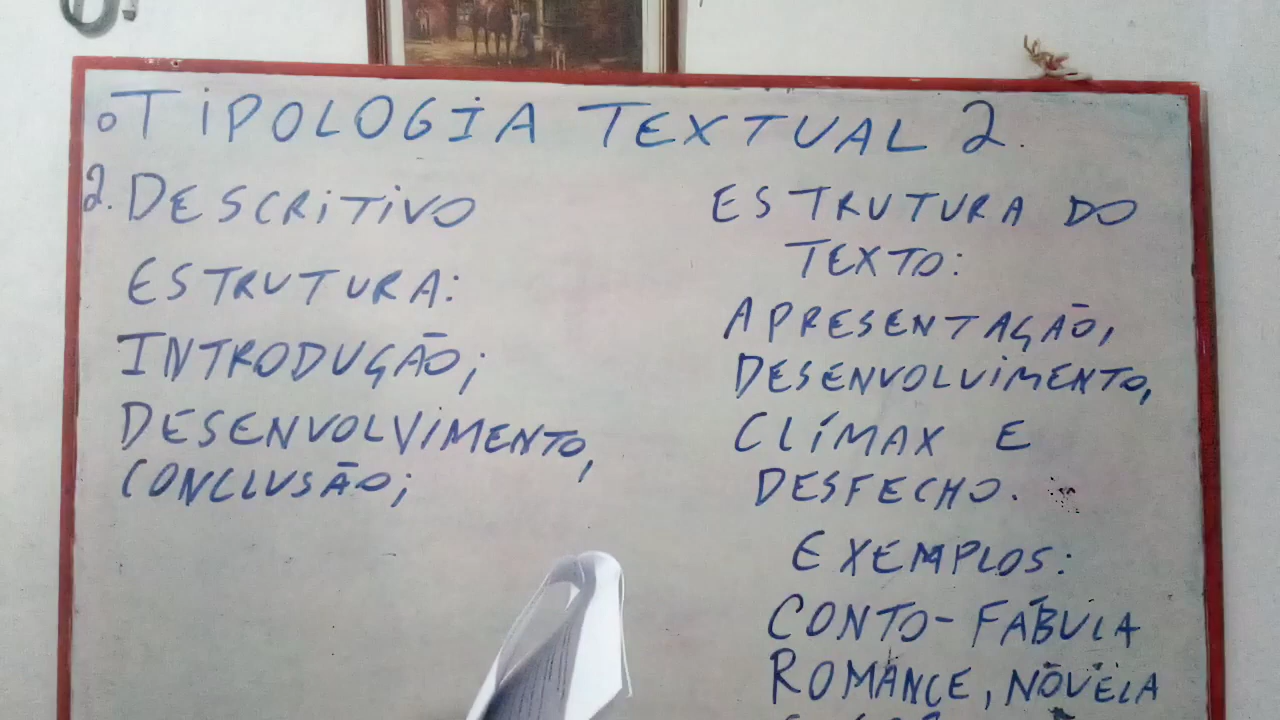 TIPOLOGIA TEXTUAL 2.
2. DESCRITIVO
ESTRUTURA:
INTRODUÇÃO;
DESENVOLVIMENTO,
CONCLUSÃO;
ESTRUTURA DO
TEXTO:
APRESENTAÇÃO,
DESENVOLVIMENTO,
CLÍMAX E
DESFECHO.
EXEMPLOS:
CONTO-FÁBULA
ROMANCE, NOVELA